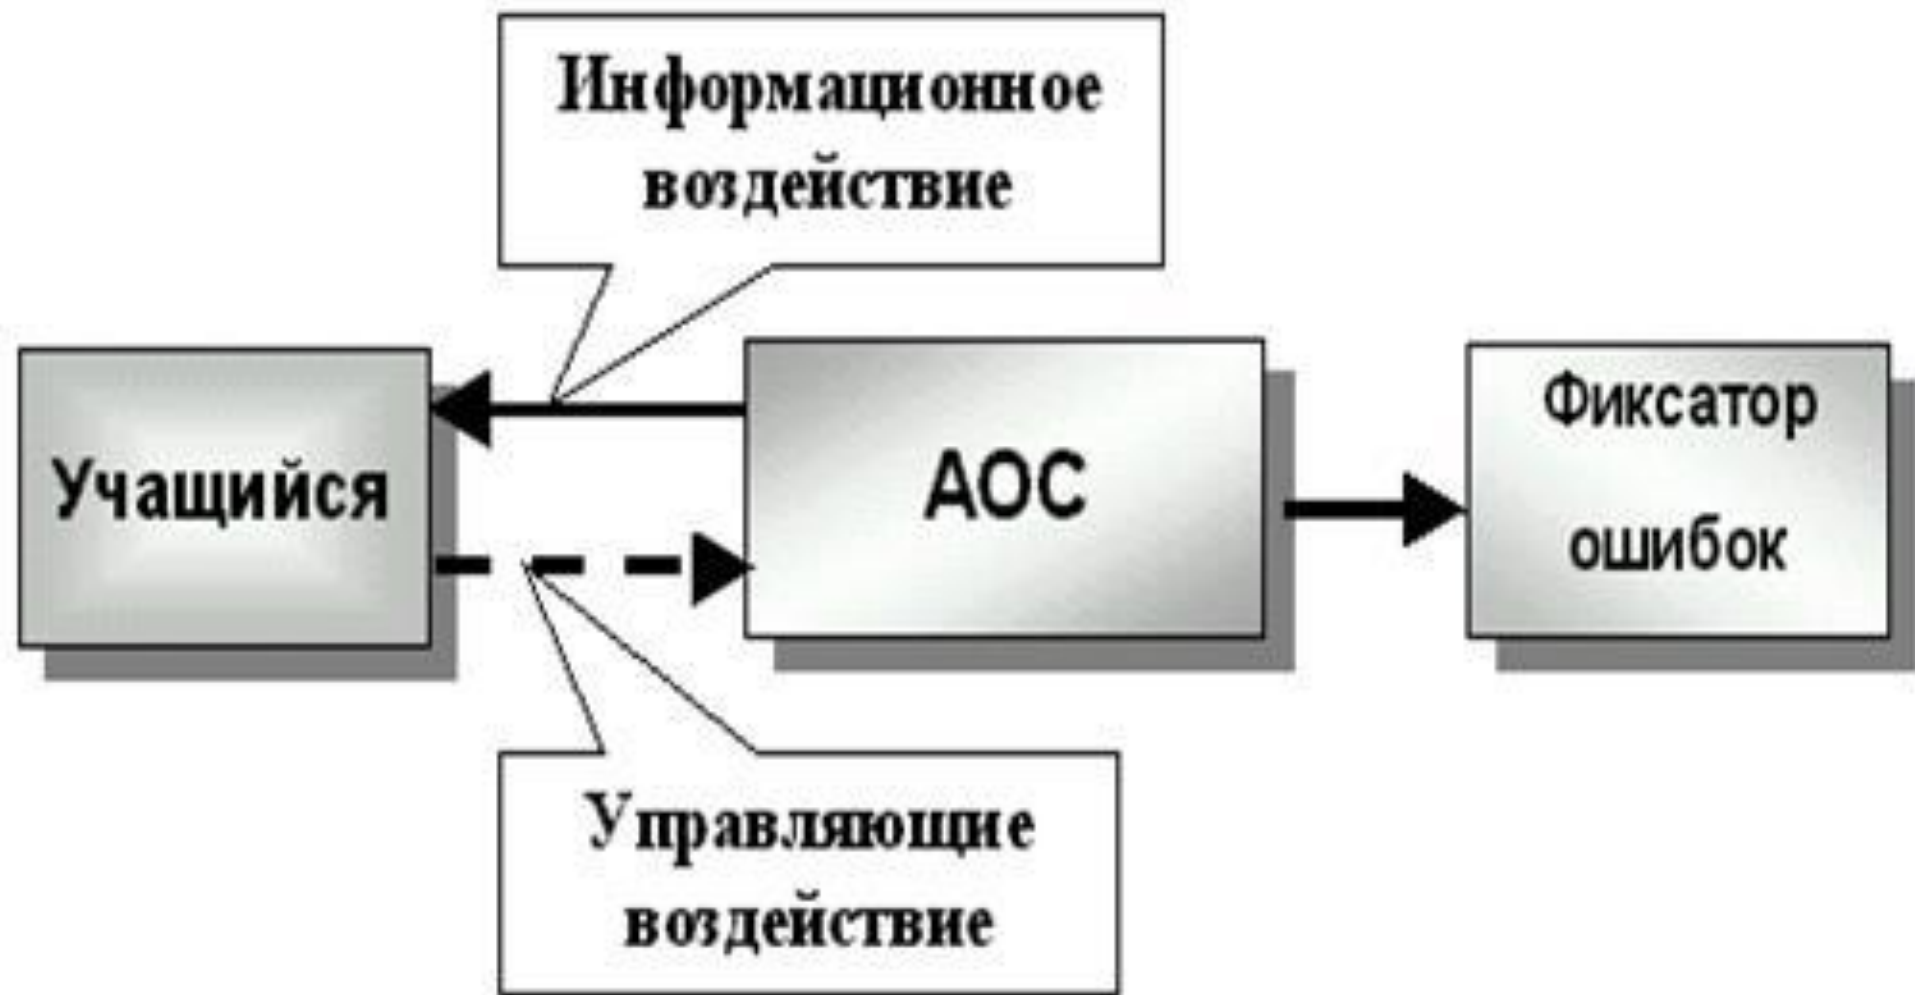 Информационное
воздействие
Учащийся
АОС
Фиксатор
ошибок
Управляющие
воздействие